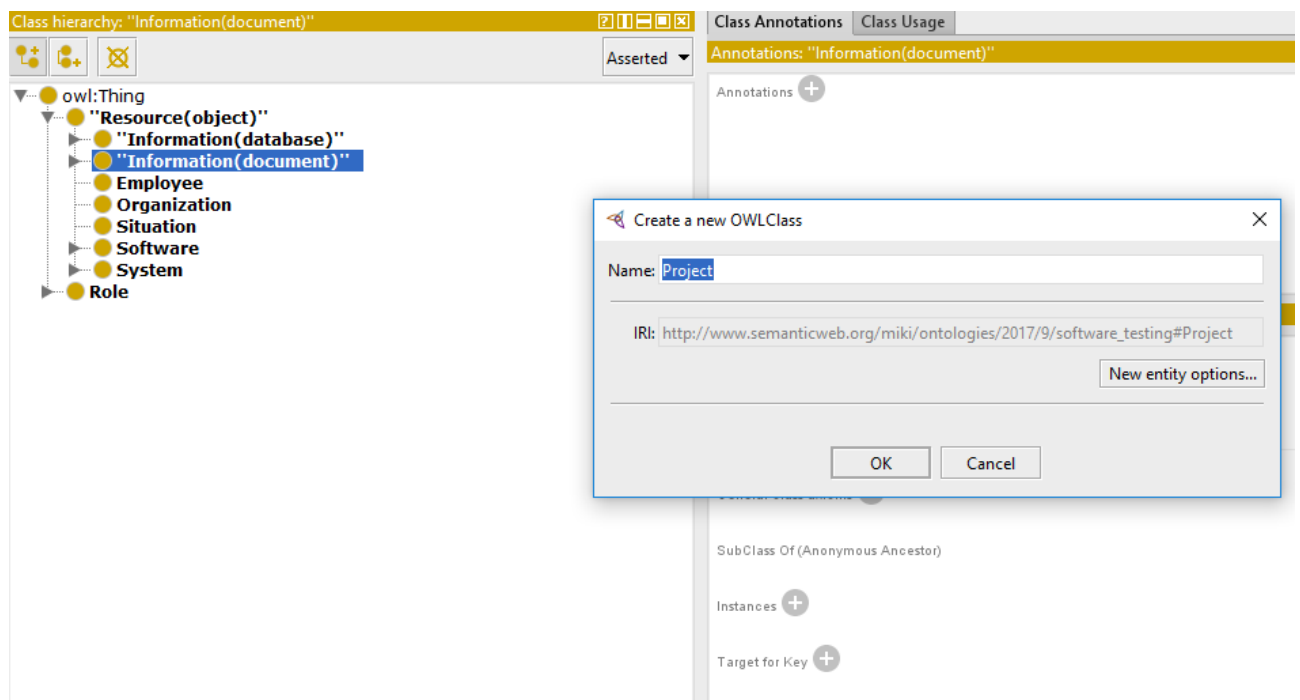 Class hierarchy: "Information(document)"
Asserted
owl:Thing
"Resource(object)"
"Information(database)"
"Information(document)"
Employee
Organization
Situation
Software
System
Role
Class Annotations Class Usage
Annotations: "Information(document)"
Annotations
Create a new OWLClass
Name: Project
IRI: http://www.semanticweb.org/miki/ontologies/2017/9/software_testing#Project
New entity options...
OK Cancel
SubClass Of (Anonymous Ancestor)
Instances
Target for Key